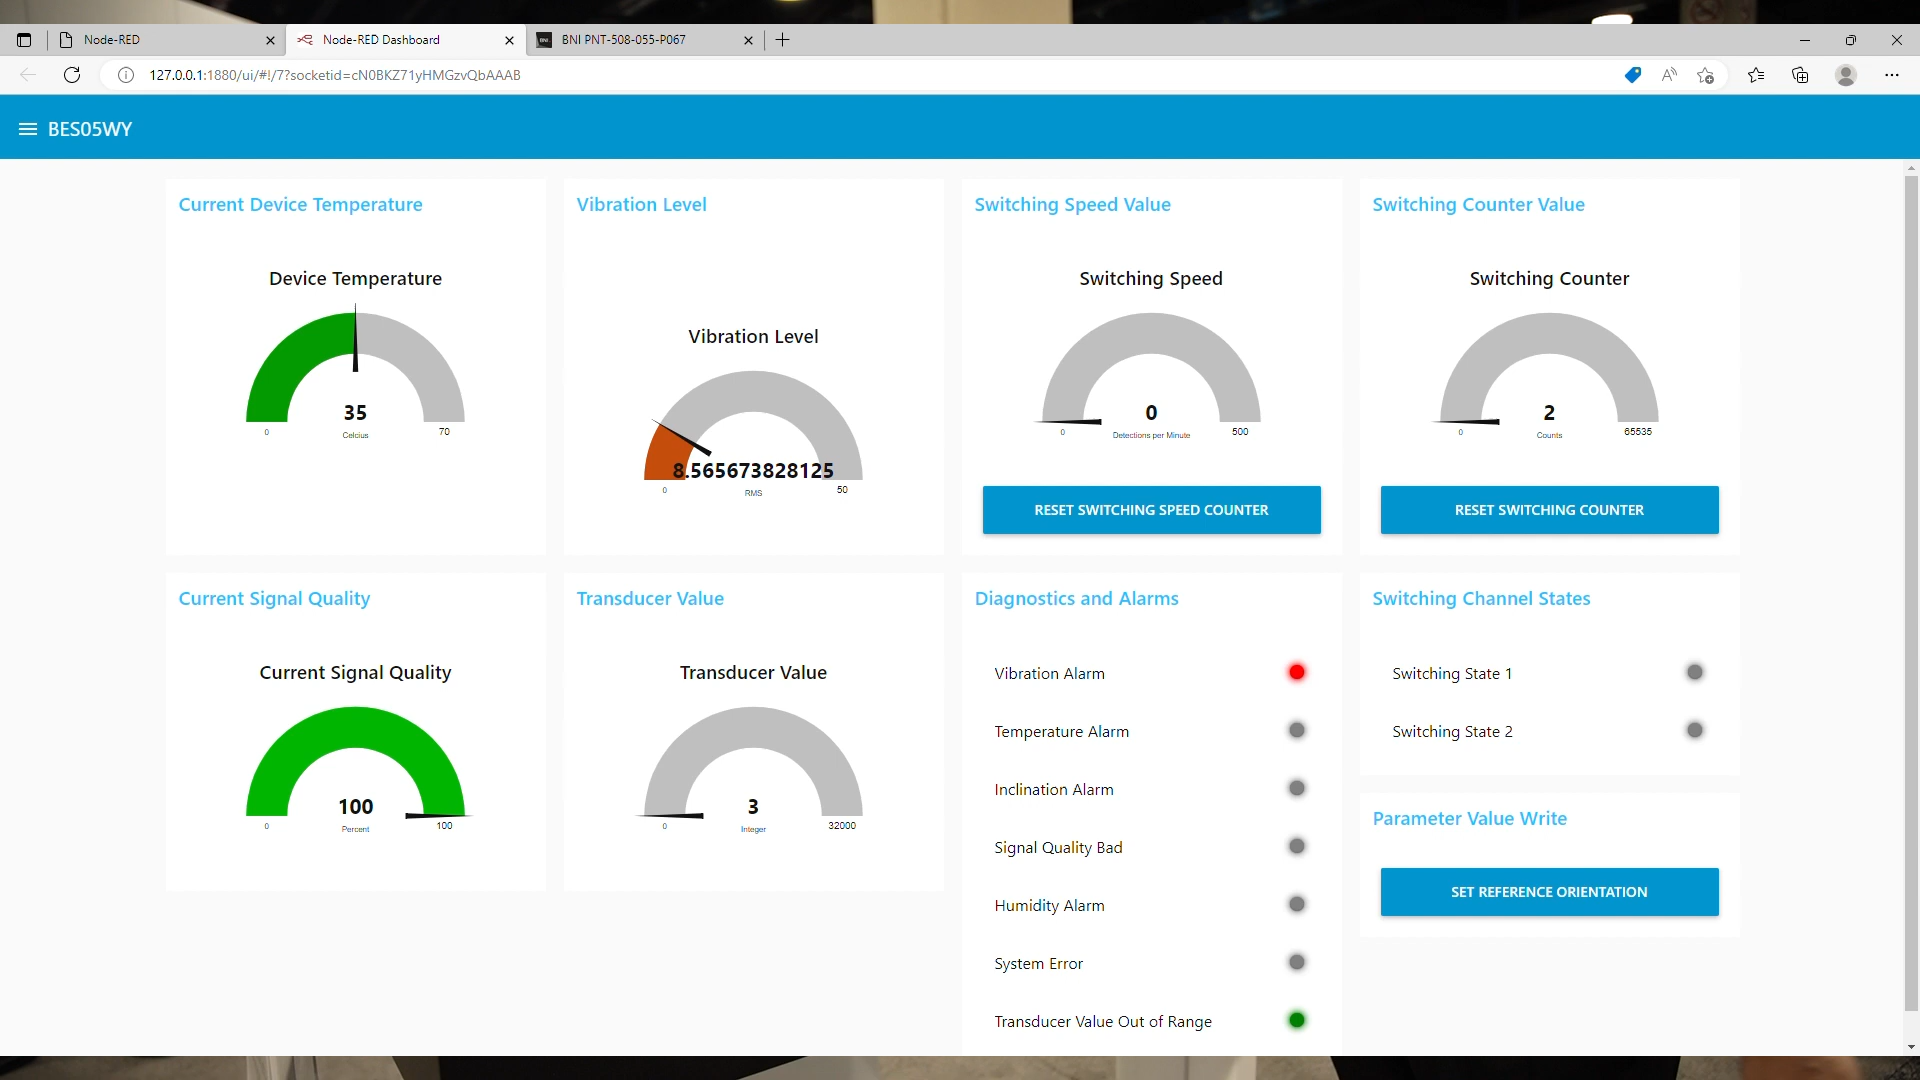 Node-RED
Node-RED Dashboard
BNI PNT-508-055-P067
127.0.0.1:1880/ui/#!/7?socketid=cN0BKZ71yHMGzvQbAAAB
BES05WY
Current Device Temperature
Device Temperature
35
Celcius
0
70
Vibration Level
Vibration Level
8.565673828125
RMS
0
50
Switching Speed Value
Switching Speed
0
Detections per Minute
0
500
RESET SWITCHING SPEED COUNTER
Switching Counter Value
Switching Counter
2
Counts
0
65535
RESET SWITCHING COUNTER
Current Signal Quality
Current Signal Quality
100
Percent
0
100
Transducer Value
Transducer Value
3
Integer
0
32000
Diagnostics and Alarms
Vibration Alarm
Temperature Alarm
Inclination Alarm
Signal Quality Bad
Humidity Alarm
System Error
Transducer Value Out of Range
Switching Channel States
Switching State 1
Switching State 2
Parameter Value Write
SET REFERENCE ORIENTATION